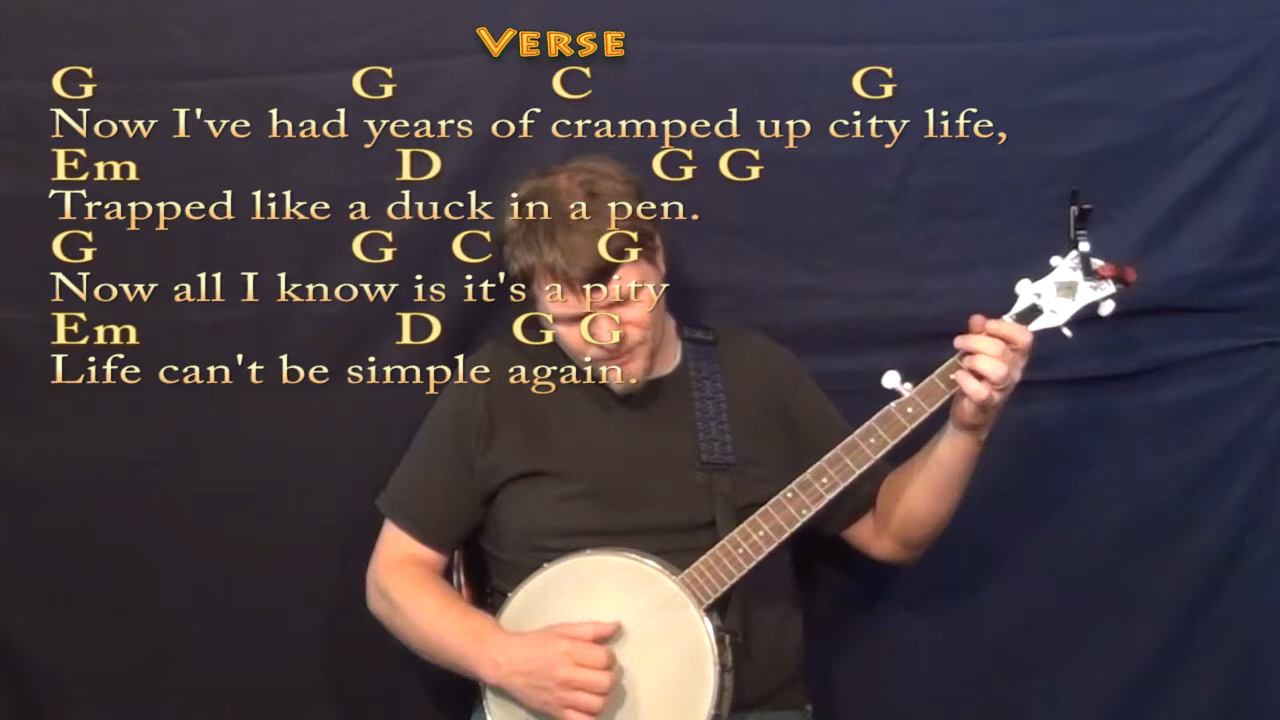 VERSE
G G C G
Now I've had years of cramped up city life,
Em D G G
Trapped like a duck in a pen.
G G C G
Now all I know is it's a pity
Em D G G
Life can't be simple again.